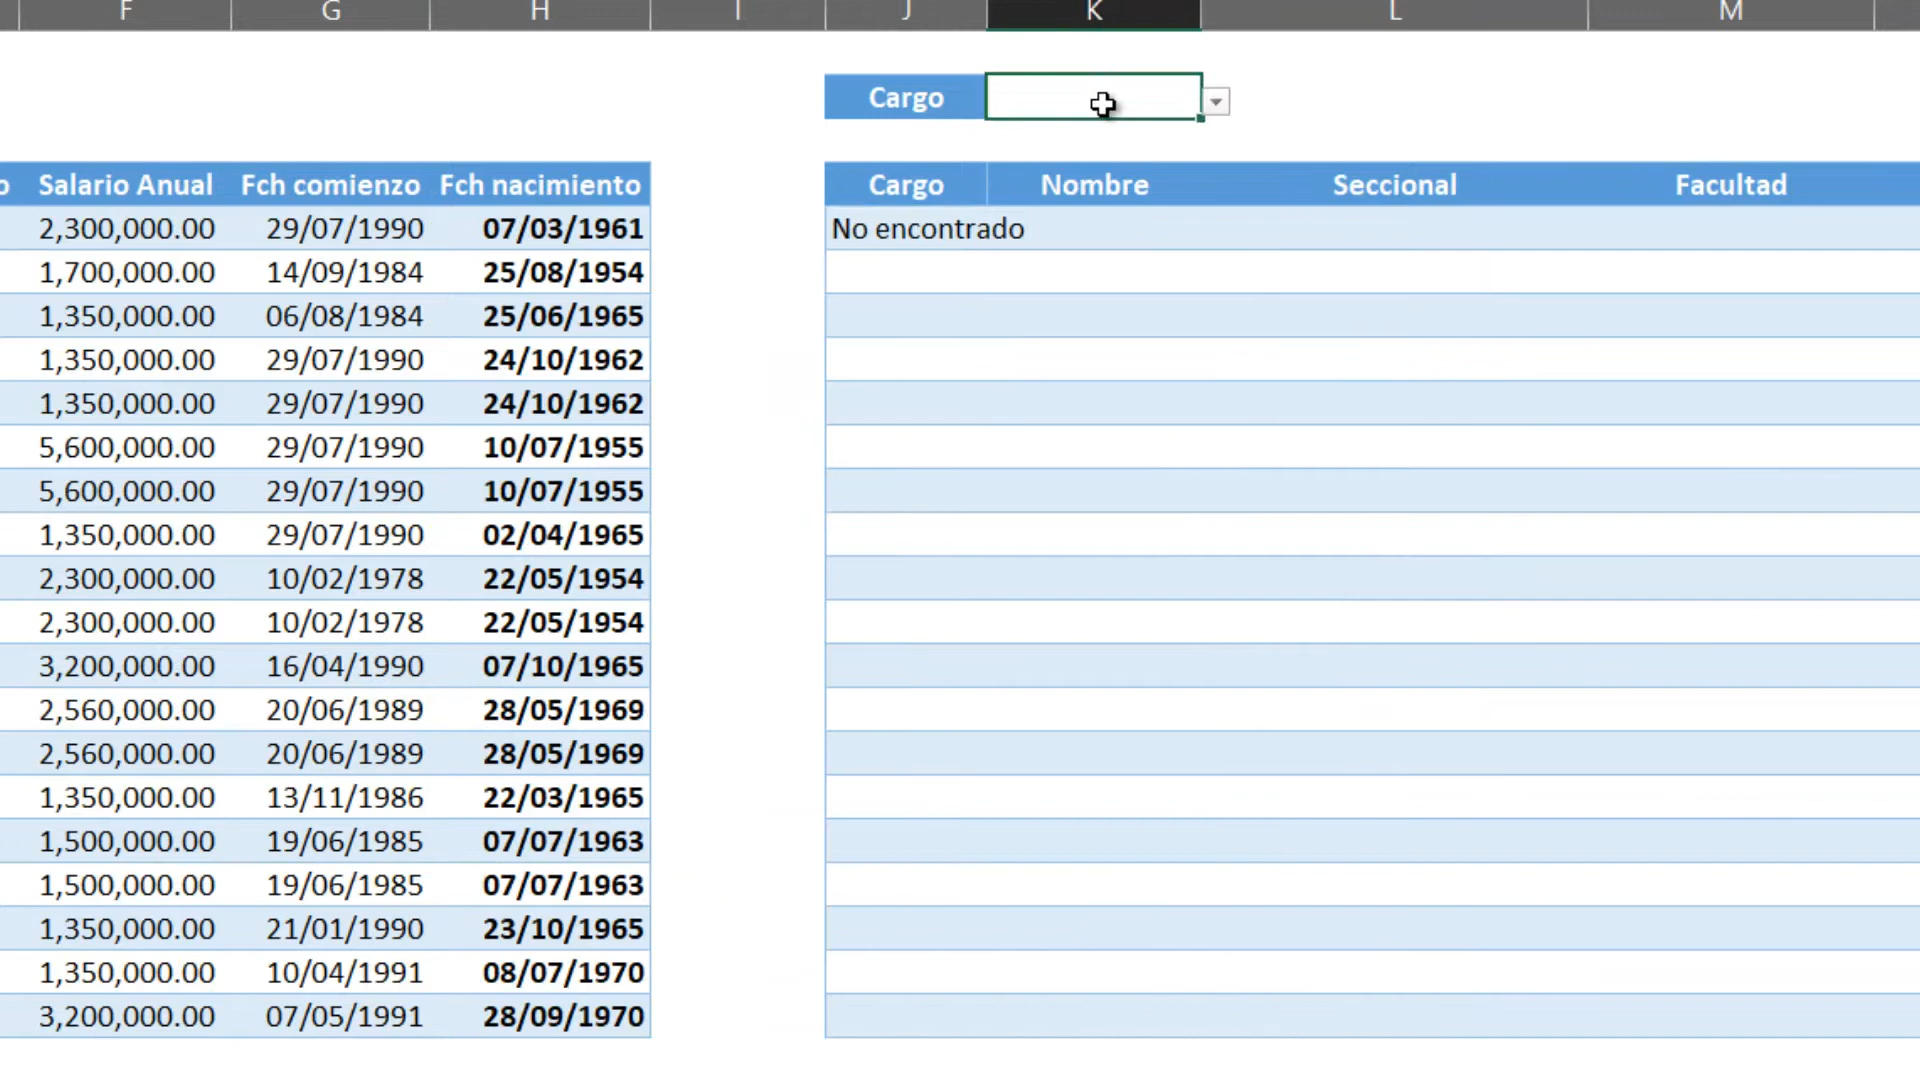 F G H I J K L M
Cargo
o Salario Anual Fch comienzo Fch nacimiento Cargo Nombre Seccional Facultad
2,300,000.00 29/07/1990 07/03/1961 No encontrado
1,700,000.00 14/09/1984 25/08/1954
1,350,000.00 06/08/1984 25/06/1965
1,350,000.00 29/07/1990 24/10/1962
1,350,000.00 29/07/1990 24/10/1962
5,600,000.00 29/07/1990 10/07/1955
5,600,000.00 29/07/1990 10/07/1955
1,350,000.00 29/07/1990 02/04/1965
2,300,000.00 10/02/1978 22/05/1954
2,300,000.00 10/02/1978 22/05/1954
3,200,000.00 16/04/1990 07/10/1965
2,560,000.00 20/06/1989 28/05/1969
2,560,000.00 20/06/1989 28/05/1969
1,350,000.00 13/11/1986 22/03/1965
1,500,000.00 19/06/1985 07/07/1963
1,500,000.00 19/06/1985 07/07/1963
1,350,000.00 21/01/1990 23/10/1965
1,350,000.00 10/04/1991 08/07/1970
3,200,000.00 07/05/1991 28/09/1970